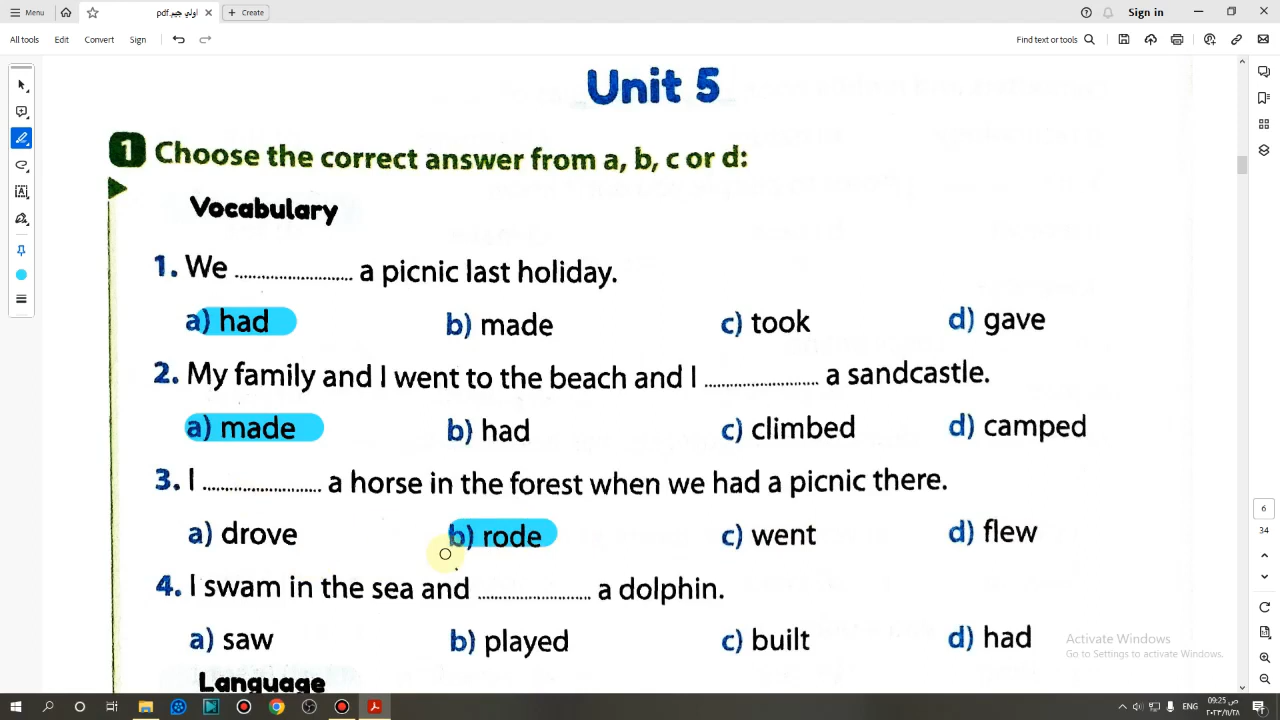 Menu
اولي جيم.pdf
Create
Sign in
All tools Edit Convert Sign
Find text or tools
Unit 5
1 Choose the correct answer from a, b, c or d:
Vocabulary
1. We .......................... a picnic last holiday.
a) had b) made c) took d) gave
2. My family and I went to the beach and I ......................... a sandcastle.
a) made b) had c) climbed d) camped
3. I .......................... a horse in the forest when we had a picnic there.
a) drove b) rode c) went d) flew
4. I swam in the sea and ......................... a dolphin.
a) saw b) played c) built d) had
Language
6
34
Activate Windows
Go to Settings to activate Windows.
ENG
09:25 ص